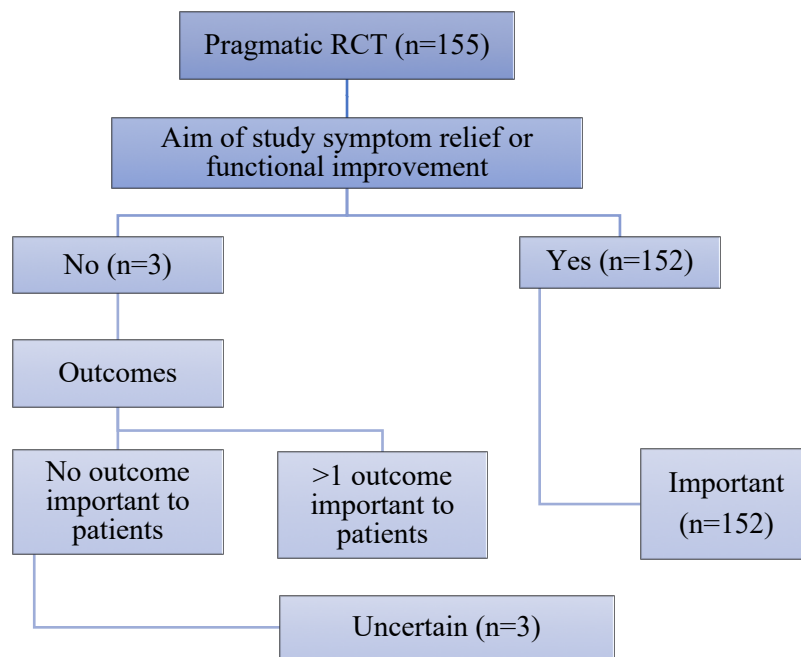 Pragmatic RCT (n=155)
Aim of study symptom relief or
functional improvement
No (n=3)
Yes (n=152)
Outcomes
No outcome
important to
patients
>1 outcome
important to
patients
Important
(n=152)
Uncertain (n=3)